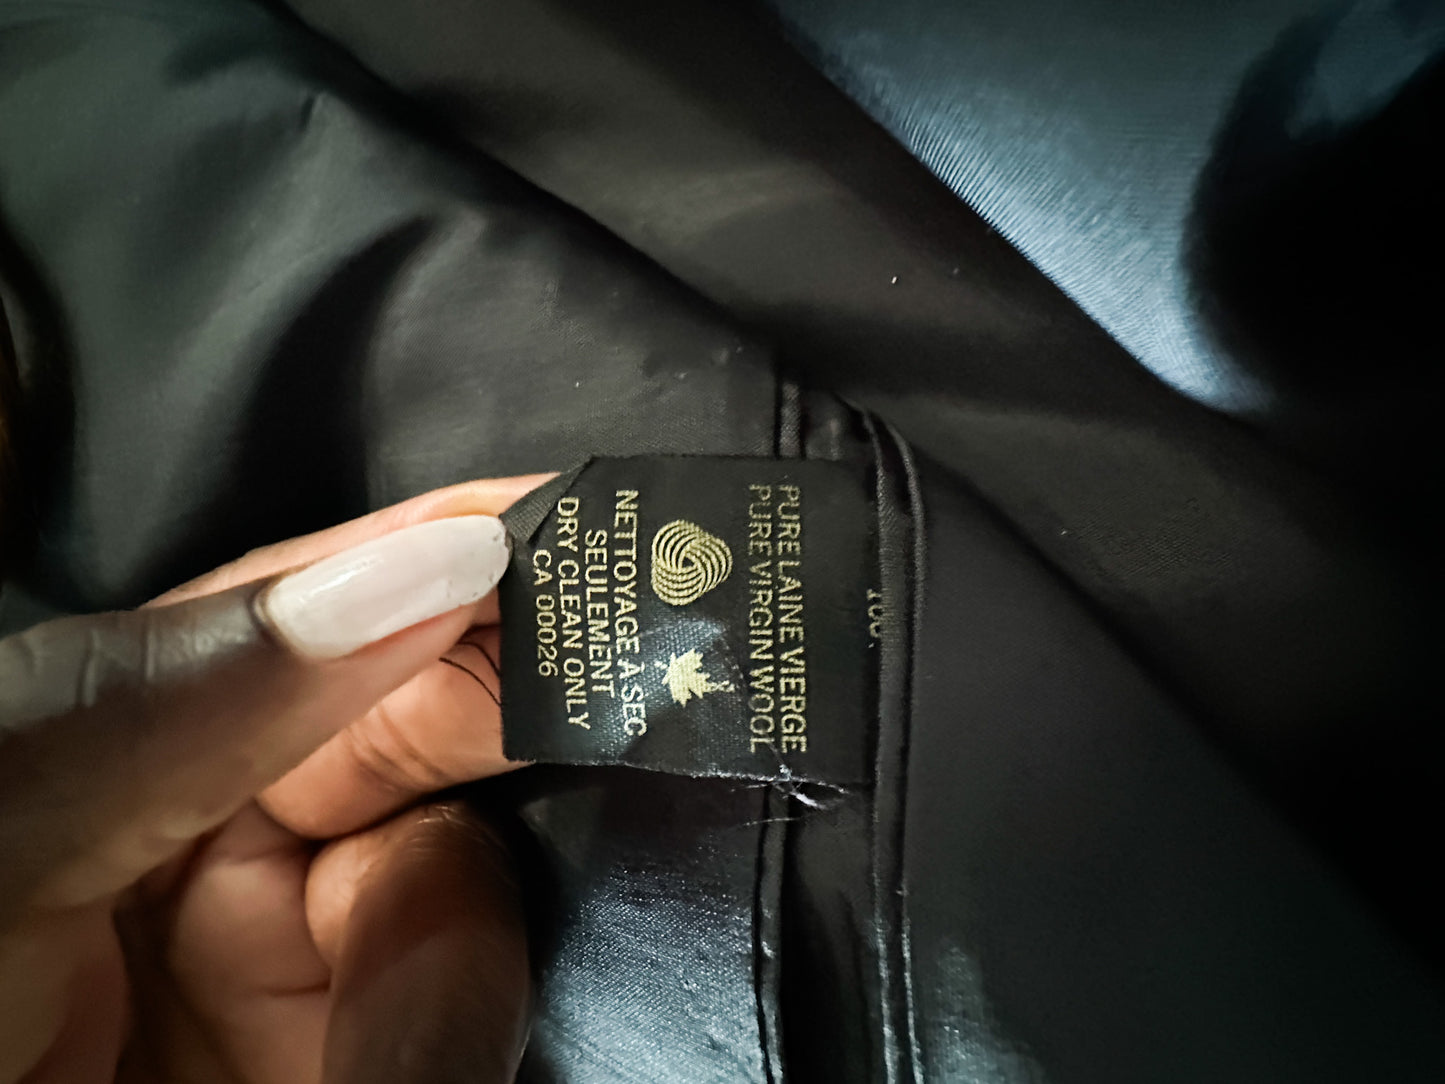 PURE LAINE VIERGE
PURE VIRGIN WOOL
NETTOYAGE À SEC
SEULEMENT
DRY CLEAN ONLY
CA 00026